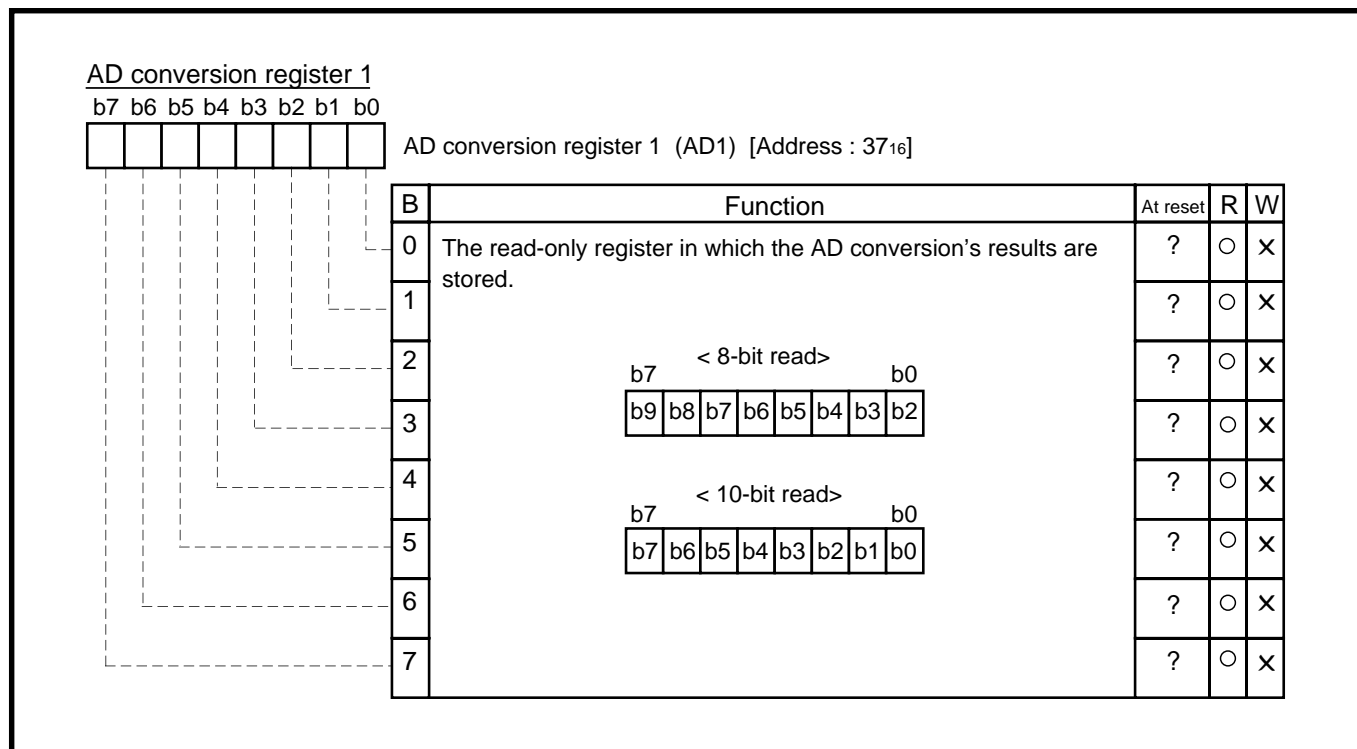 AD conversion register 1
b7 b6 b5 b4 b3 b2 b1 b0
AD conversion register 1 (AD1) [Address : 37₁₆]
B Function At reset R W
0 The read-only register in which the AD conversion’s results are ? ○ ×
stored.
1 ? ○ ×
2 < 8-bit read> ? ○ ×
b7 b0
b9 b8 b7 b6 b5 b4 b3 b2
3 ? ○ ×
4 ? ○ ×
< 10-bit read>
b7 b0
5 b7 b6 b5 b4 b3 b2 b1 b0 ? ○ ×
6 ? ○ ×
7 ? ○ ×